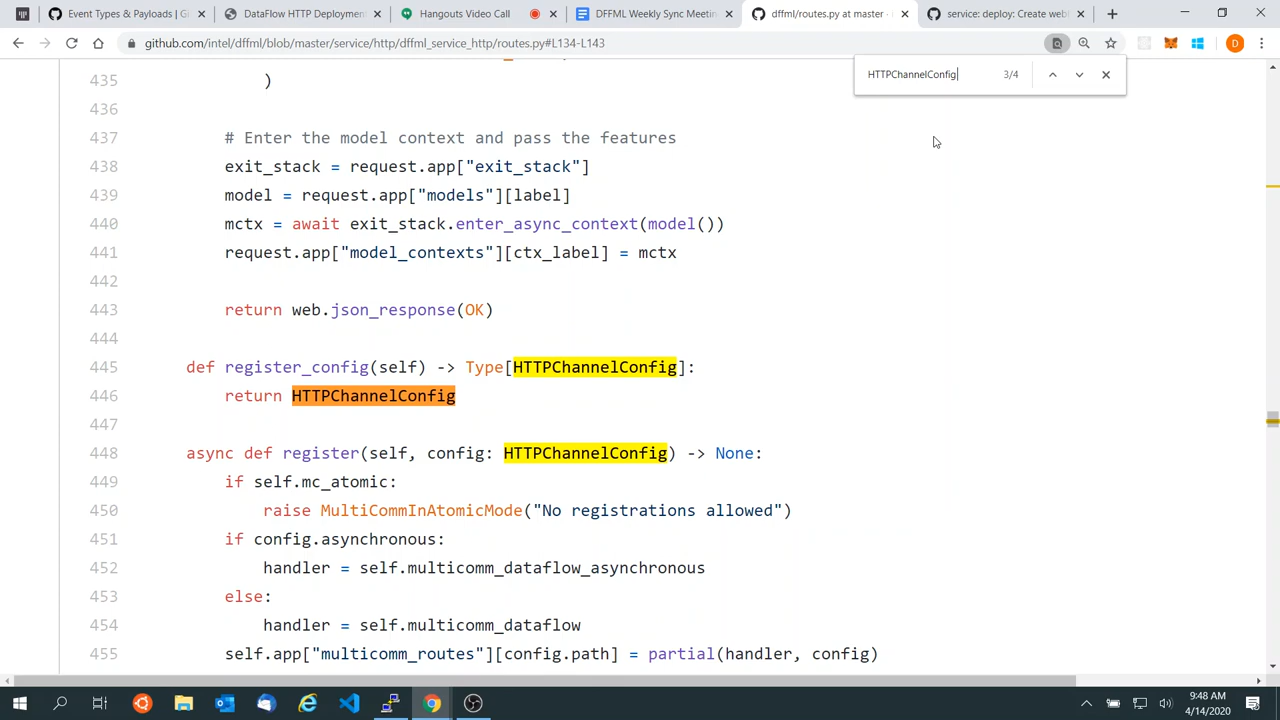 Event Types & Payloads | Gi
DataFlow HTTP Deployment
Hangouts Video Call
DFFML Weekly Sync Meeting
dffml/routes.py at master ·
service: deploy: Create webh
github.com/intel/dffml/blob/master/service/http/dffml_service_http/routes.py#L134-L143
D
HTTPChannelConfig
3/4
435 )
436
437 # Enter the model context and pass the features
438 exit_stack = request.app["exit_stack"]
439 model = request.app["models"][label]
440 mctx = await exit_stack.enter_async_context(model())
441 request.app["model_contexts"][ctx_label] = mctx
442
443 return web.json_response(OK)
444
445 def register_config(self) -> Type[HTTPChannelConfig]:
446 return HTTPChannelConfig
447
448 async def register(self, config: HTTPChannelConfig) -> None:
449 if self.mc_atomic:
450 raise MultiCommInAtomicMode("No registrations allowed")
451 if config.asynchronous:
452 handler = self.multicomm_dataflow_asynchronous
453 else:
454 handler = self.multicomm_dataflow
455 self.app["multicomm_routes"][config.path] = partial(handler, config)
9:48 AM
4/14/2020